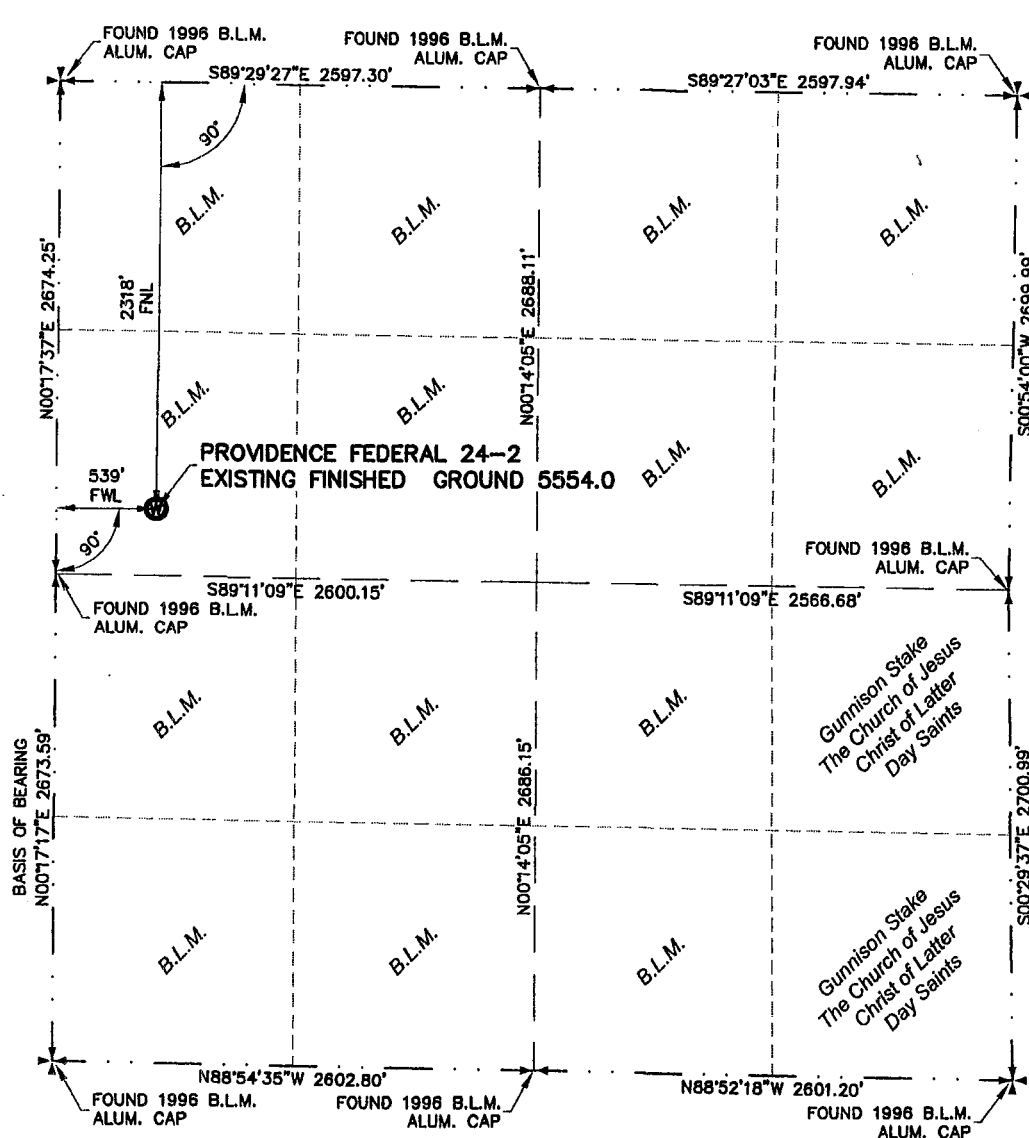 FOUND 1996 B.L.M.
ALUM. CAP
FOUND 1996 B.L.M.
ALUM. CAP
FOUND 1996 B.L.M.
ALUM. CAP
S89°29'27"E 2597.30'
S89°27'03"E 2597.94'
90°
B.L.M.
B.L.M.
B.L.M.
B.L.M.
N00°17'37"E 2674.25'
2318'
FNL
N00°14'05"E 2688.11'
S00°54'00"W 2699.99'
B.L.M.
B.L.M.
B.L.M.
B.L.M.
PROVIDENCE FEDERAL 24-2
EXISTING FINISHED GROUND 5554.0
539'
FWL
W
90°
FOUND 1996 B.L.M.
ALUM. CAP
S89°11'09"E 2600.15'
S89°11'09"E 2566.68'
FOUND 1996 B.L.M.
ALUM. CAP
B.L.M.
B.L.M.
B.L.M.
Gunnison Stake
The Church of Jesus
Christ of Latter
Day Saints
BASIS OF BEARING
N00°17'17"E 2673.59'
N00°14'05"E 2686.15'
S00°29'37"E 2700.99'
B.L.M.
B.L.M.
B.L.M.
Gunnison Stake
The Church of Jesus
Christ of Latter
Day Saints
N88°54'35"W 2602.80'
N88°52'18"W 2601.20'
FOUND 1996 B.L.M.
ALUM. CAP
FOUND 1996 B.L.M.
ALUM. CAP
FOUND 1996 B.L.M.
ALUM. CAP